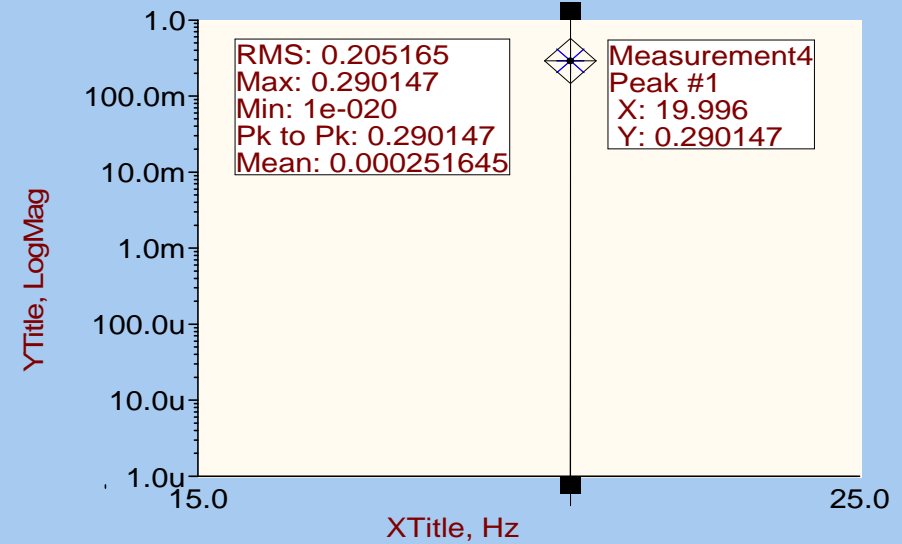 1.0
100.0m
10.0m
1.0m
100.0u
10.0u
1.0u
YTitle, LogMag
RMS: 0.205165
Max: 0.290147
Min: 1e-020
Pk to Pk: 0.290147
Mean: 0.000251645
Measurement4
Peak #1
X: 19.996
Y: 0.290147
15.0
25.0
XTitle, Hz